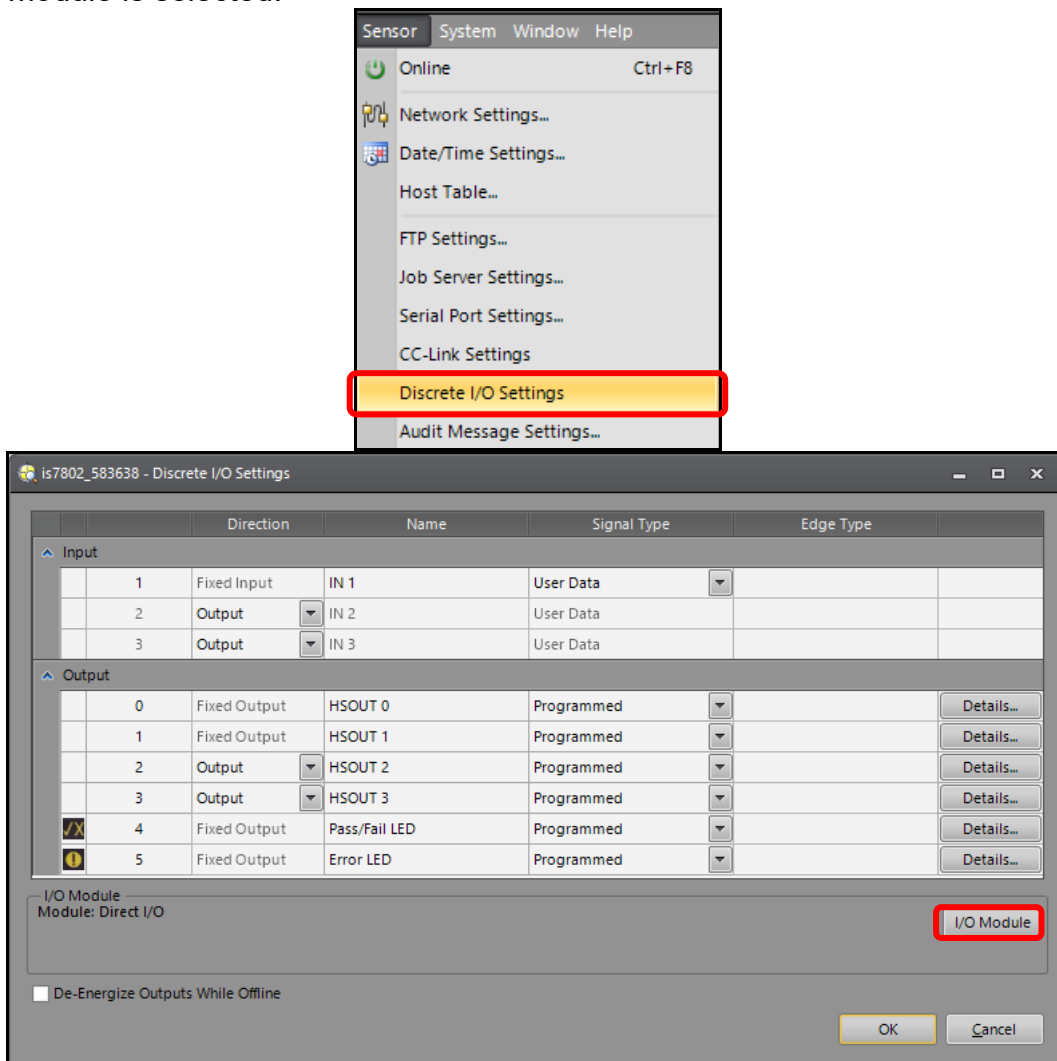 Sensor System Window Help
Online Ctrl+F8
Network Settings...
Date/Time Settings...
Host Table...
FTP Settings...
Job Server Settings...
Serial Port Settings...
CC-Link Settings
Discrete I/O Settings
Audit Message Settings...
is7802_583638 - Discrete I/O Settings
Direction Name Signal Type Edge Type
Input
1 Fixed Input IN 1 User Data
2 Output IN 2 User Data
3 Output IN 3 User Data
Output
0 Fixed Output HSOUT 0 Programmed Details...
1 Fixed Output HSOUT 1 Programmed Details...
2 Output HSOUT 2 Programmed Details...
3 Output HSOUT 3 Programmed Details...
4 Fixed Output Pass/Fail LED Programmed Details...
5 Fixed Output Error LED Programmed Details...
I/O Module
Module: Direct I/O
I/O Module
De-Energize Outputs While Offline
OK Cancel